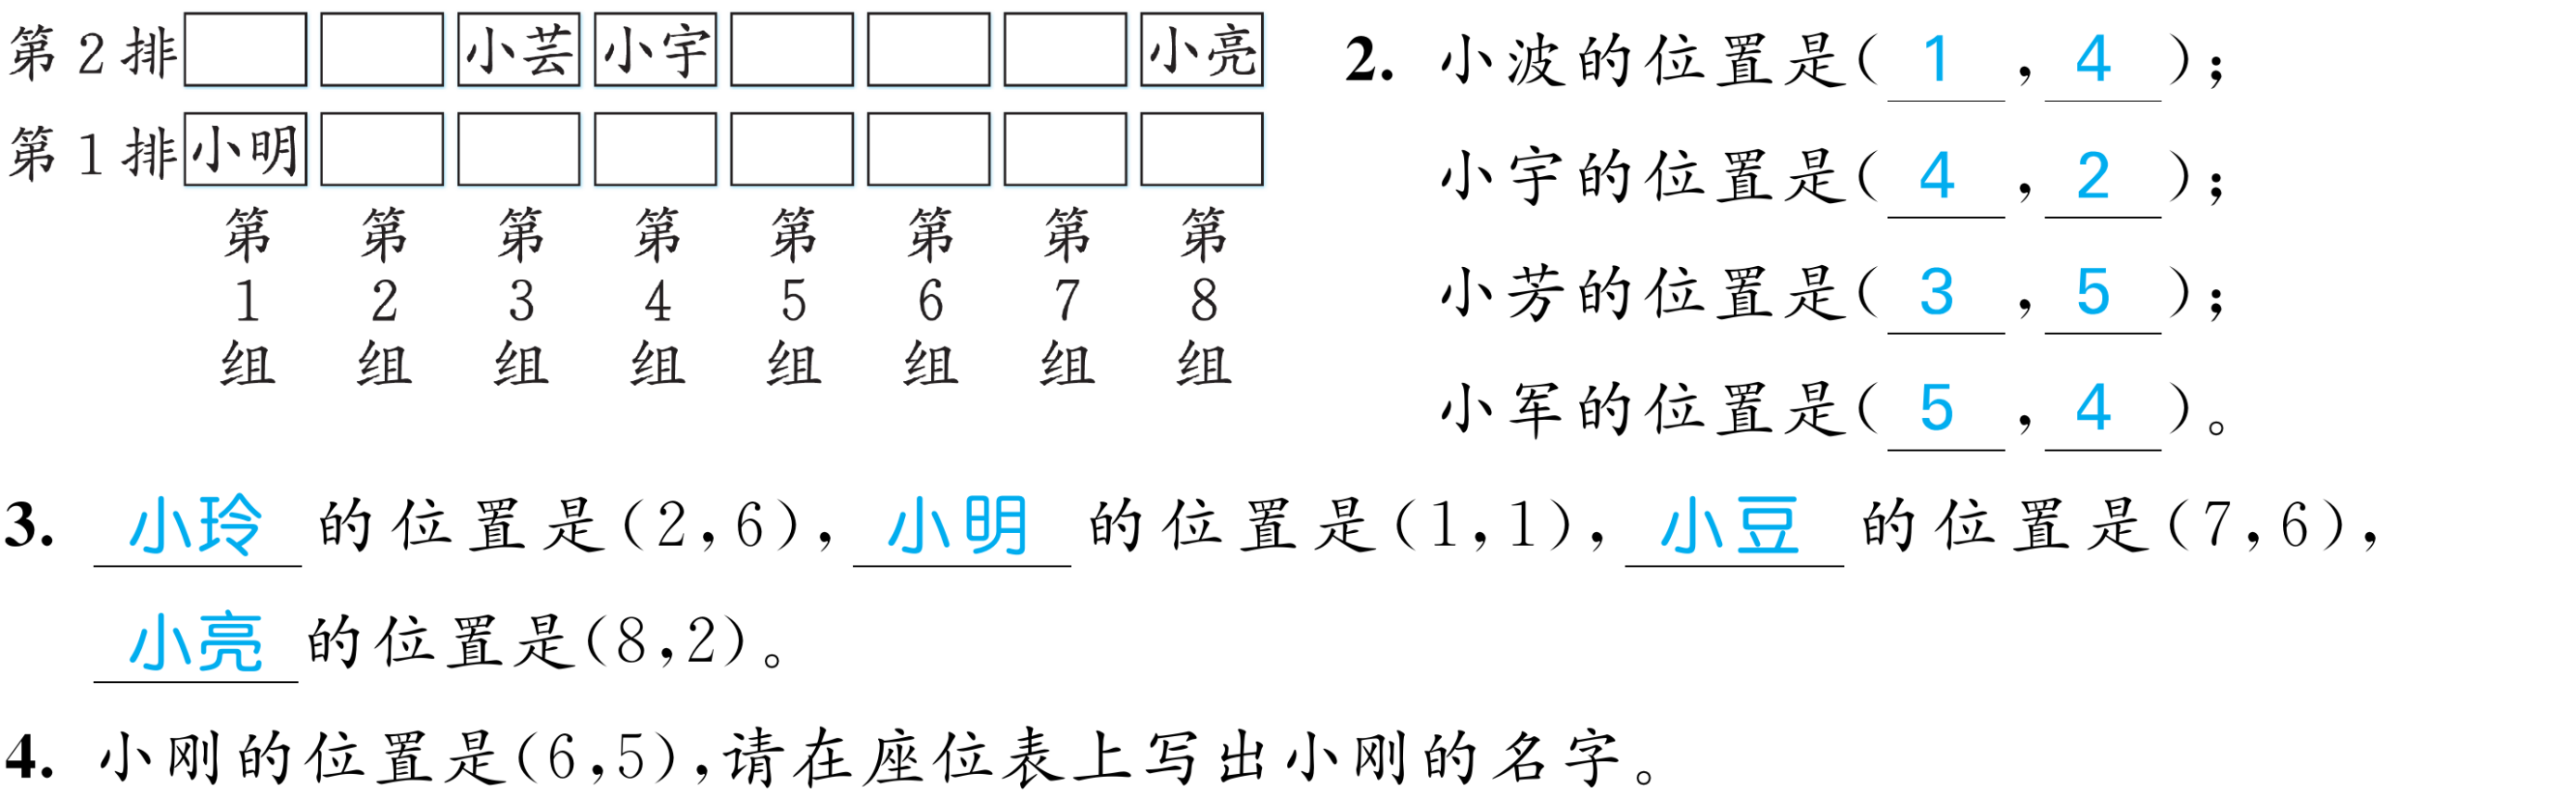 第2排 小芸 小宇 小亮
第1排 小明
第1组 第2组 第3组 第4组 第5组 第6组 第7组 第8组
2. 小波的位置是(1,4);
小宇的位置是(4,2);
小芳的位置是(3,5);
小军的位置是(5,4)。
3. 小玲的位置是(2,6),小明的位置是(1,1),小豆的位置是(7,6),
小亮的位置是(8,2)。
4. 小刚的位置是(6,5),请在座位表上写出小刚的名字。